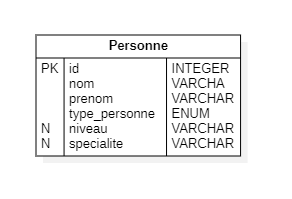 Personne
PK id INTEGER
nom VARCHA
prenom VARCHAR
type_personne ENUM
N niveau VARCHAR
N specialite VARCHAR